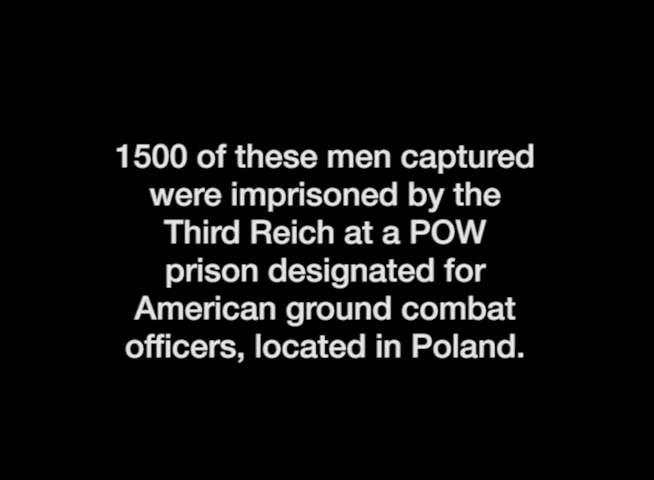 1500 of these men captured
were imprisoned by the
Third Reich at a POW
prison designated for
American ground combat
officers, located in Poland.